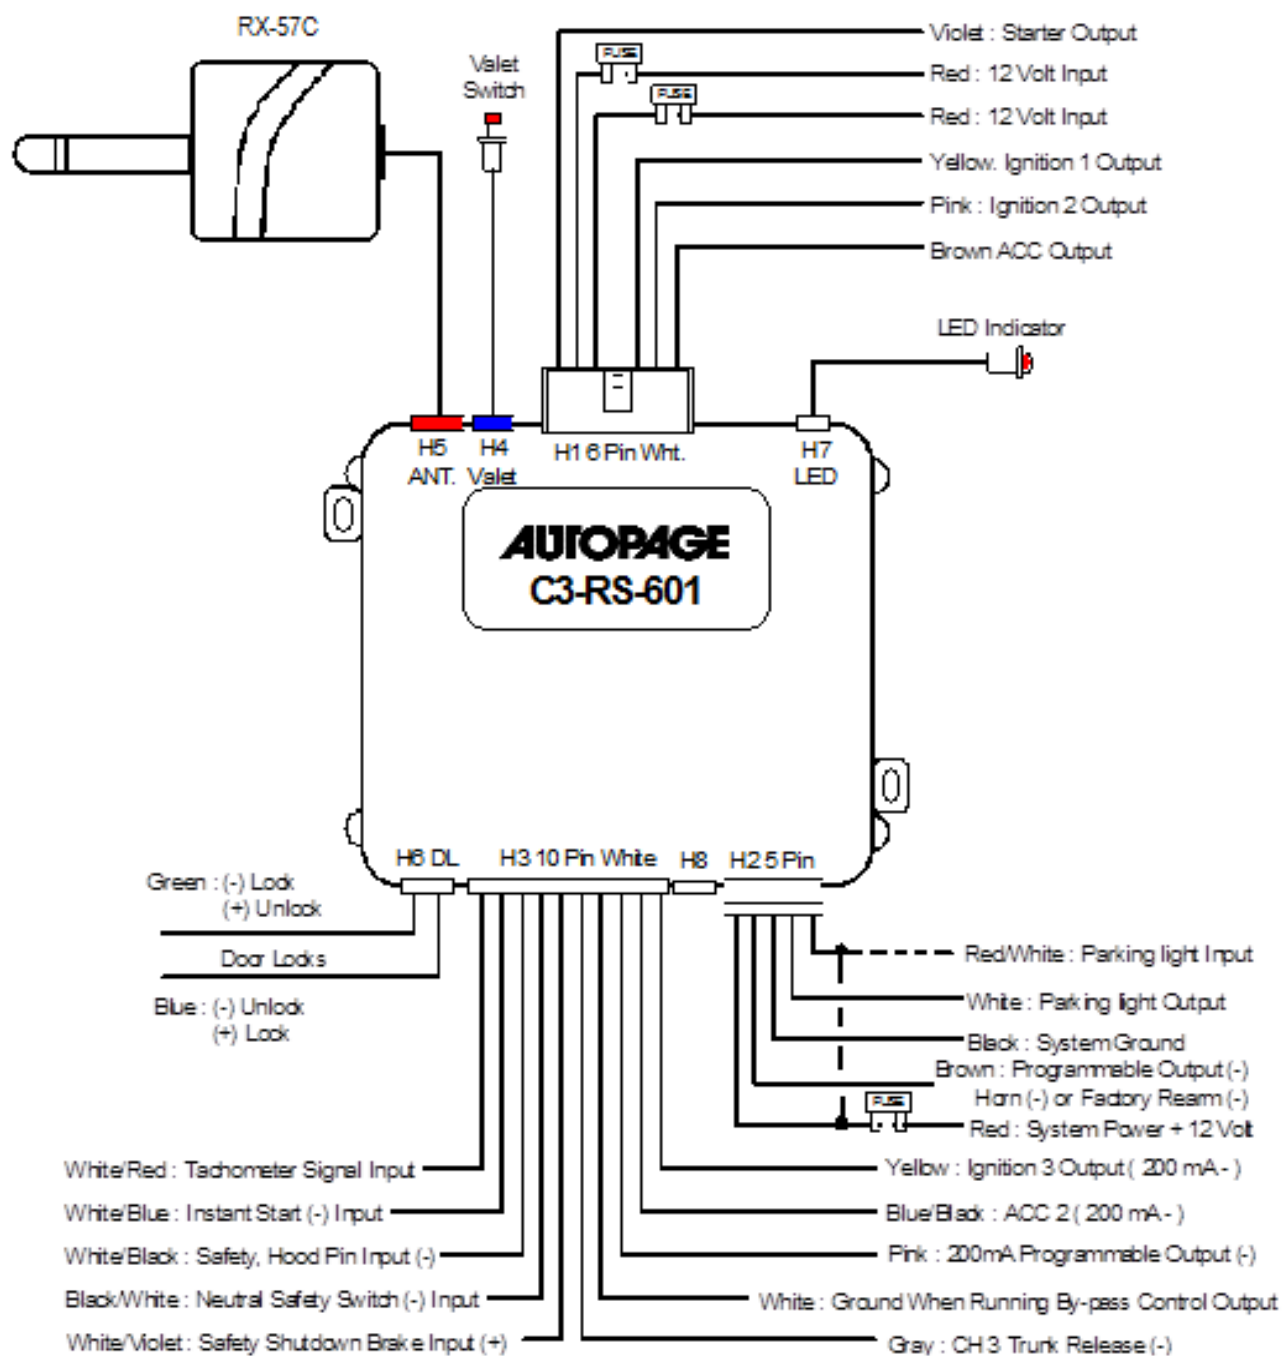 RX-57C
Valet
Switch
FUSE
FUSE
Violet : Starter Output
Red : 12 Volt Input
Red : 12 Volt Input
Yellow. Ignition 1 Output
Pink : Ignition 2 Output
Brown ACC Output
LED Indicator
H5
ANT.
H4
Valet
H1 6 Pin Wht.
H7
LED
AUTOPAGE
C3-RS-601
H6 DL
H3 10 Pin White
H8
H2 5 Pin
Green : (-) Lock
(+) Unlock
Door Locks
Blue : (-) Unlock
(+) Lock
Red/White : Parking light Input
White : Parking light Output
Black : System Ground
Brown : Programmable Output (-)
Horn (-) or Factory Rearm (-)
FUSE
Red : System Power + 12 Volt
White/Red : Tachometer Signal Input
White/Blue : Instant Start (-) Input
White/Black : Safety, Hood Pin Input (-)
Black/White : Neutral Safety Switch (-) Input
White/Violet : Safety Shutdown Brake Input (+)
Yellow : Ignition 3 Output ( 200 mA - )
Blue/Black : ACC 2 ( 200 mA - )
Pink : 200mA Programmable Output (-)
White : Ground When Running By-pass Control Output
Gray : CH 3 Trunk Release (-)